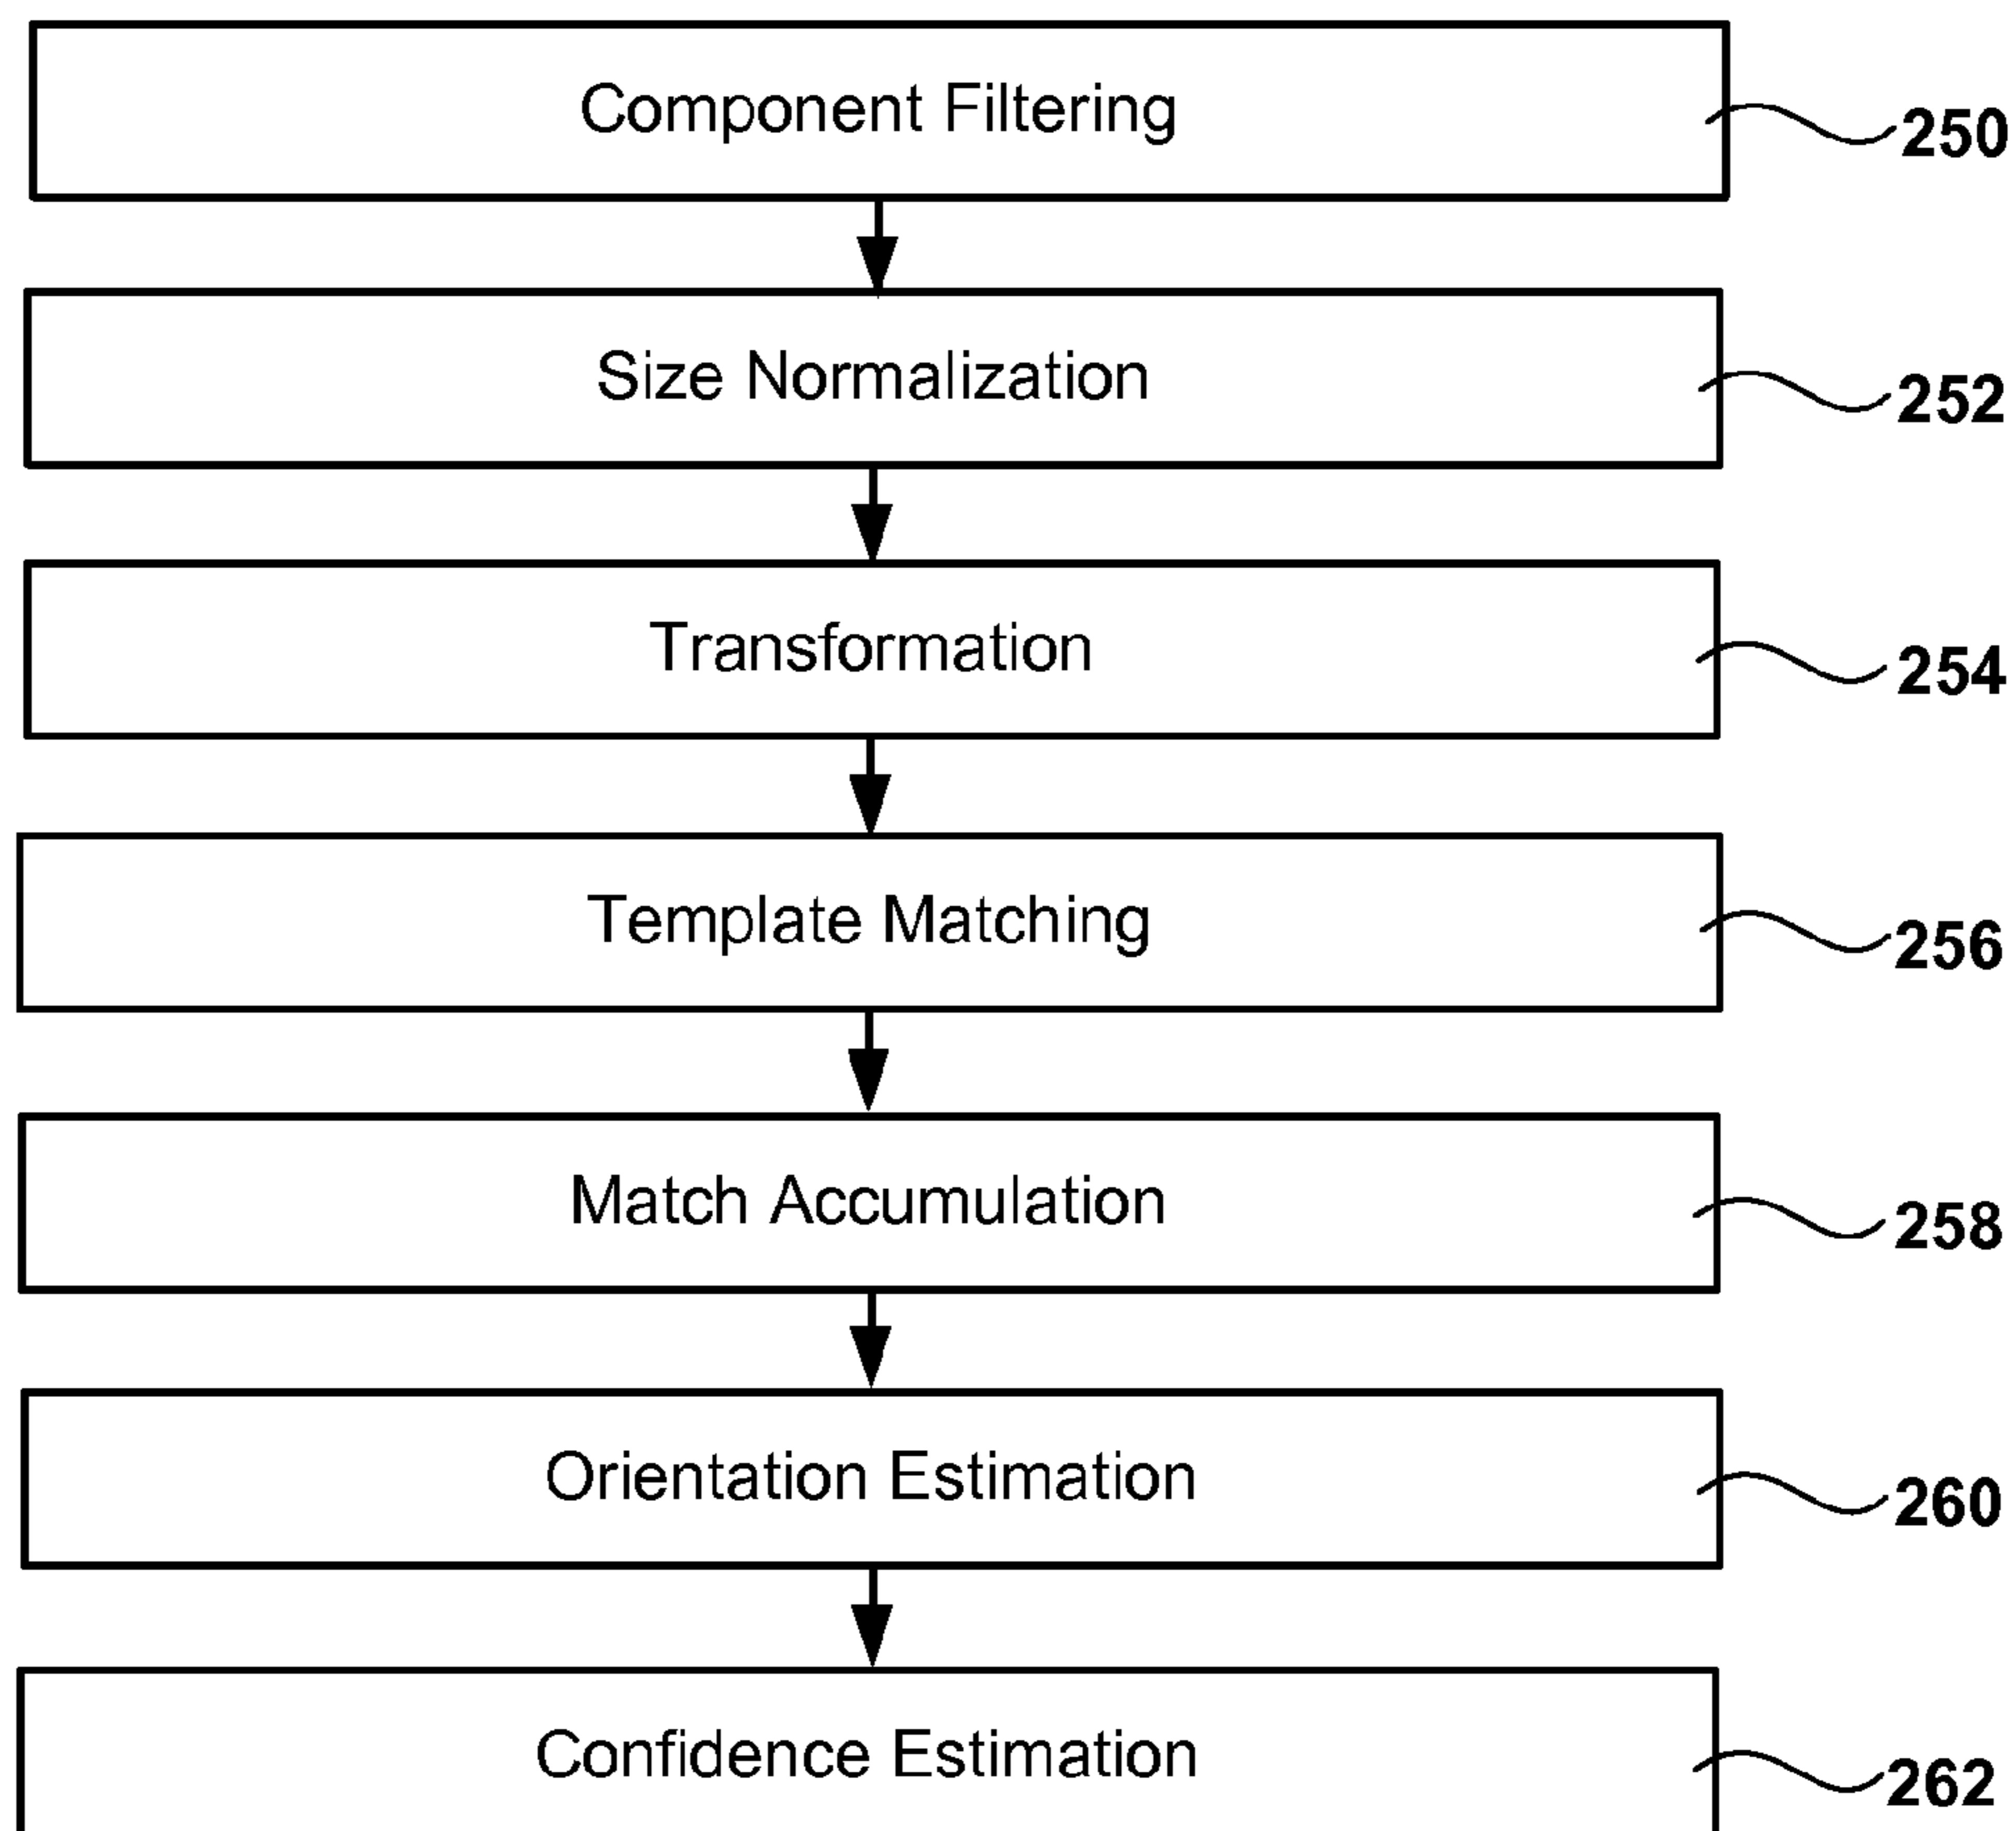 Component Filtering
250
Size Normalization
252
Transformation
254
Template Matching
256
Match Accumulation
258
Orientation Estimation
260
Confidence Estimation
262